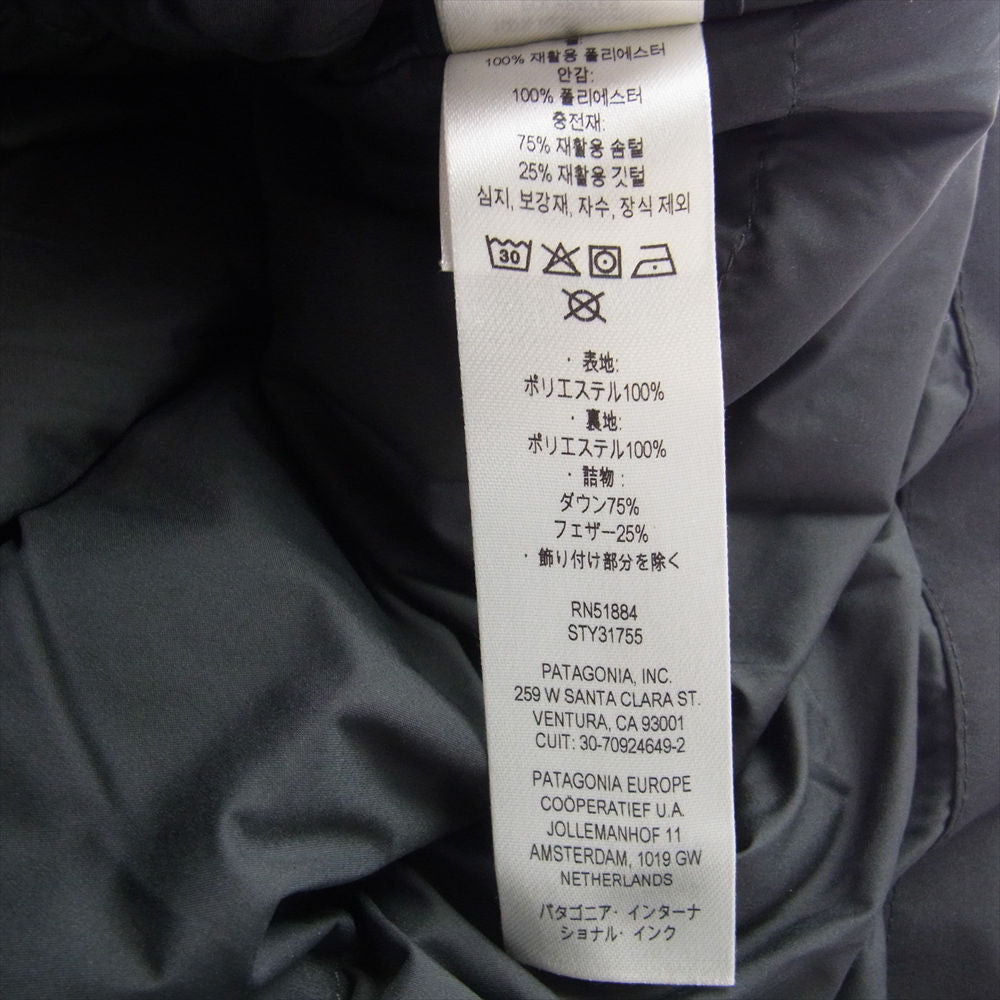 100% 재활용 폴리에스터
안감:
100% 폴리에스터
충전재:
75% 재활용 솜털
25% 재활용 깃털
심지, 보강재, 자수, 장식 제외
30
・表地:
ポリエステル100%
・裏地:
ポリエステル100%
・詰物:
ダウン75%
フェザー25%
・飾り付け部分を除く
RN51884
STY31755
PATAGONIA, INC.
259 W SANTA CLARA ST.
VENTURA, CA 93001
CUIT: 30-70924649-2
PATAGONIA EUROPE
COÖPERATIEF U.A.
JOLLEMANHOF 11
AMSTERDAM, 1019 GW
NETHERLANDS
パタゴニア・インターナ
ショナル・インク